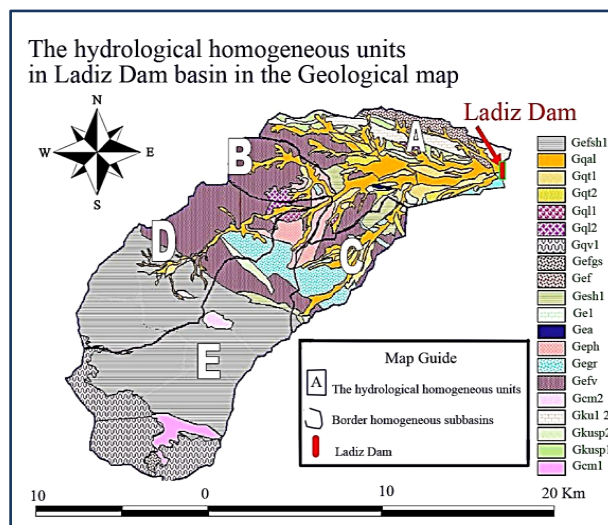 The hydrological homogeneous units
in Ladiz Dam basin in the Geological map
Ladiz Dam
N
W
E
S
A
B
D
C
E
Gefsh1
Gqal
Gqt1
Gqt2
Gql1
Gql2
Gqv1
Gefgs
Gef
Gesh1
Ge1
Gea
Geph
Gegr
Gefv
Gcm2
Gku1 2
Gkusp2
Gkusp1
Gcm1
Map Guide
A The hydrological homogeneous units
Border homogeneous subbasins
Ladiz Dam
10 0 10 20 Km